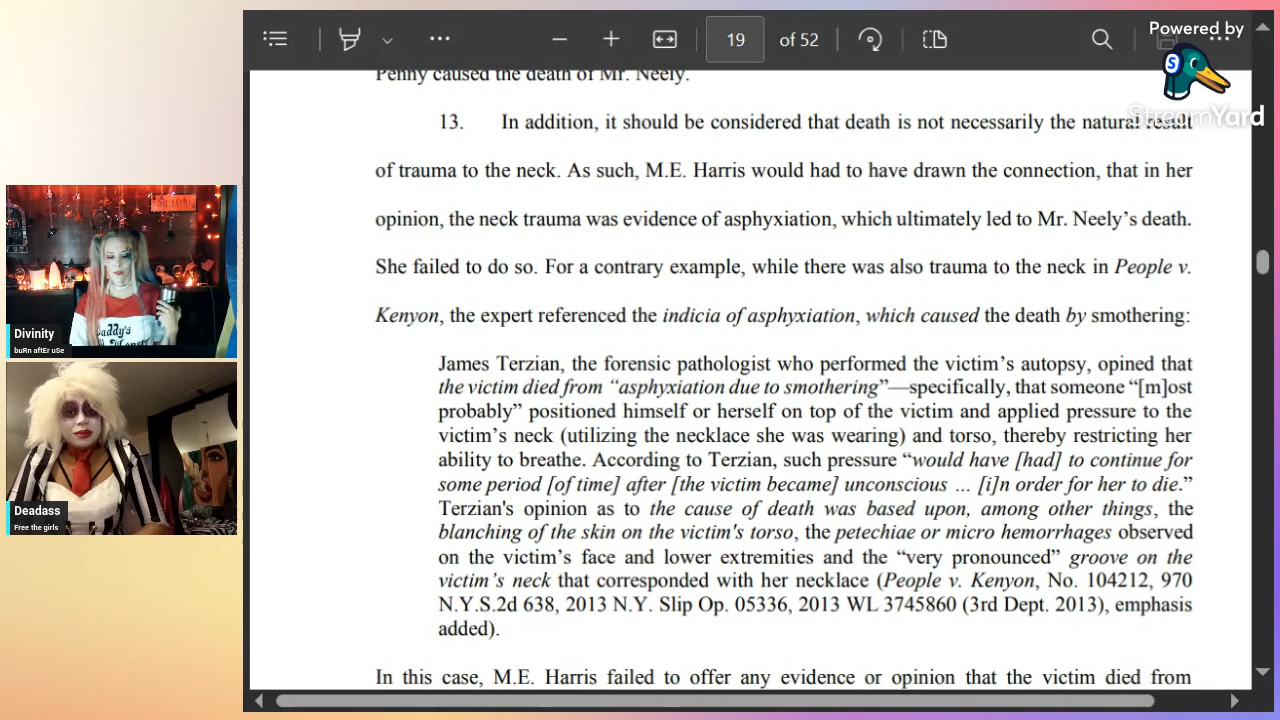 19 of 52
Powered by
StreamYard
Penny caused the death of Mr. Neely.
13. In addition, it should be considered that death is not necessarily the natural result
of trauma to the neck. As such, M.E. Harris would had to have drawn the connection, that in her
opinion, the neck trauma was evidence of asphyxiation, which ultimately led to Mr. Neely’s death.
She failed to do so. For a contrary example, while there was also trauma to the neck in People v.
Kenyon, the expert referenced the indicia of asphyxiation, which caused the death by smothering:
James Terzian, the forensic pathologist who performed the victim’s autopsy, opined that
the victim died from “asphyxiation due to smothering”—specifically, that someone “[m]ost
probably” positioned himself or herself on top of the victim and applied pressure to the
victim’s neck (utilizing the necklace she was wearing) and torso, thereby restricting her
ability to breathe. According to Terzian, such pressure “would have [had] to continue for
some period [of time] after [the victim became] unconscious … [i]n order for her to die.”
Terzian's opinion as to the cause of death was based upon, among other things, the
blanching of the skin on the victim's torso, the petechiae or micro hemorrhages observed
on the victim’s face and lower extremities and the “very pronounced” groove on the
victim’s neck that corresponded with her necklace (People v. Kenyon, No. 104212, 970
N.Y.S.2d 638, 2013 N.Y. Slip Op. 05336, 2013 WL 3745860 (3rd Dept. 2013), emphasis
added).
In this case, M.E. Harris failed to offer any evidence or opinion that the victim died from
Divinity
buRn aftEr uSe
Deadass
Free the girls